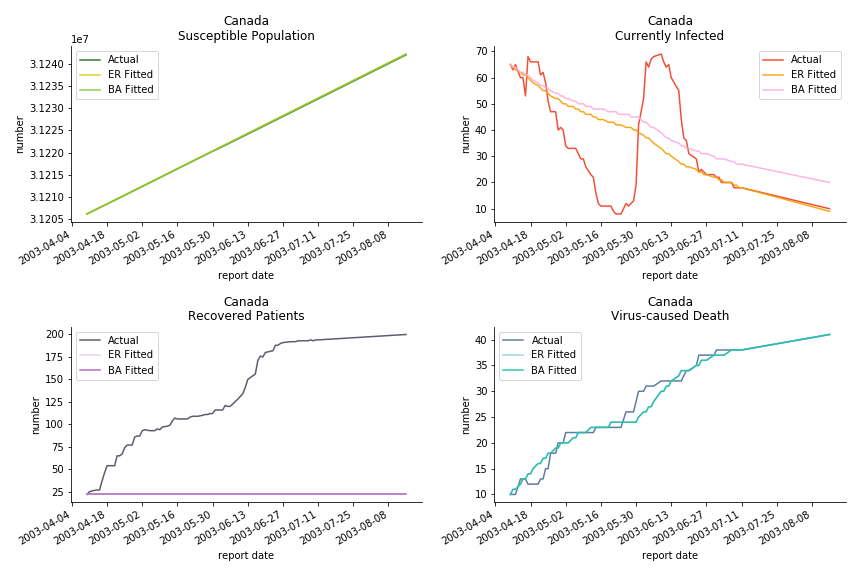 Canada
Susceptible Population
1e7
3.1240
3.1235
3.1230
3.1225
3.1220
3.1215
3.1210
3.1205
number
Actual
ER Fitted
BA Fitted
2003-04-04
2003-04-18
2003-05-02
2003-05-16
2003-05-30
2003-06-13
2003-06-27
2003-07-11
2003-07-25
2003-08-08
report date
Canada
Currently Infected
70
60
50
40
30
20
10
number
Actual
ER Fitted
BA Fitted
2003-04-04
2003-04-18
2003-05-02
2003-05-16
2003-05-30
2003-06-13
2003-06-27
2003-07-11
2003-07-25
2003-08-08
report date
Canada
Recovered Patients
200
175
150
125
100
75
50
25
number
Actual
ER Fitted
BA Fitted
2003-04-04
2003-04-18
2003-05-02
2003-05-16
2003-05-30
2003-06-13
2003-06-27
2003-07-11
2003-07-25
2003-08-08
report date
Canada
Virus-caused Death
40
35
30
25
20
15
10
number
Actual
ER Fitted
BA Fitted
2003-04-04
2003-04-18
2003-05-02
2003-05-16
2003-05-30
2003-06-13
2003-06-27
2003-07-11
2003-07-25
2003-08-08
report date